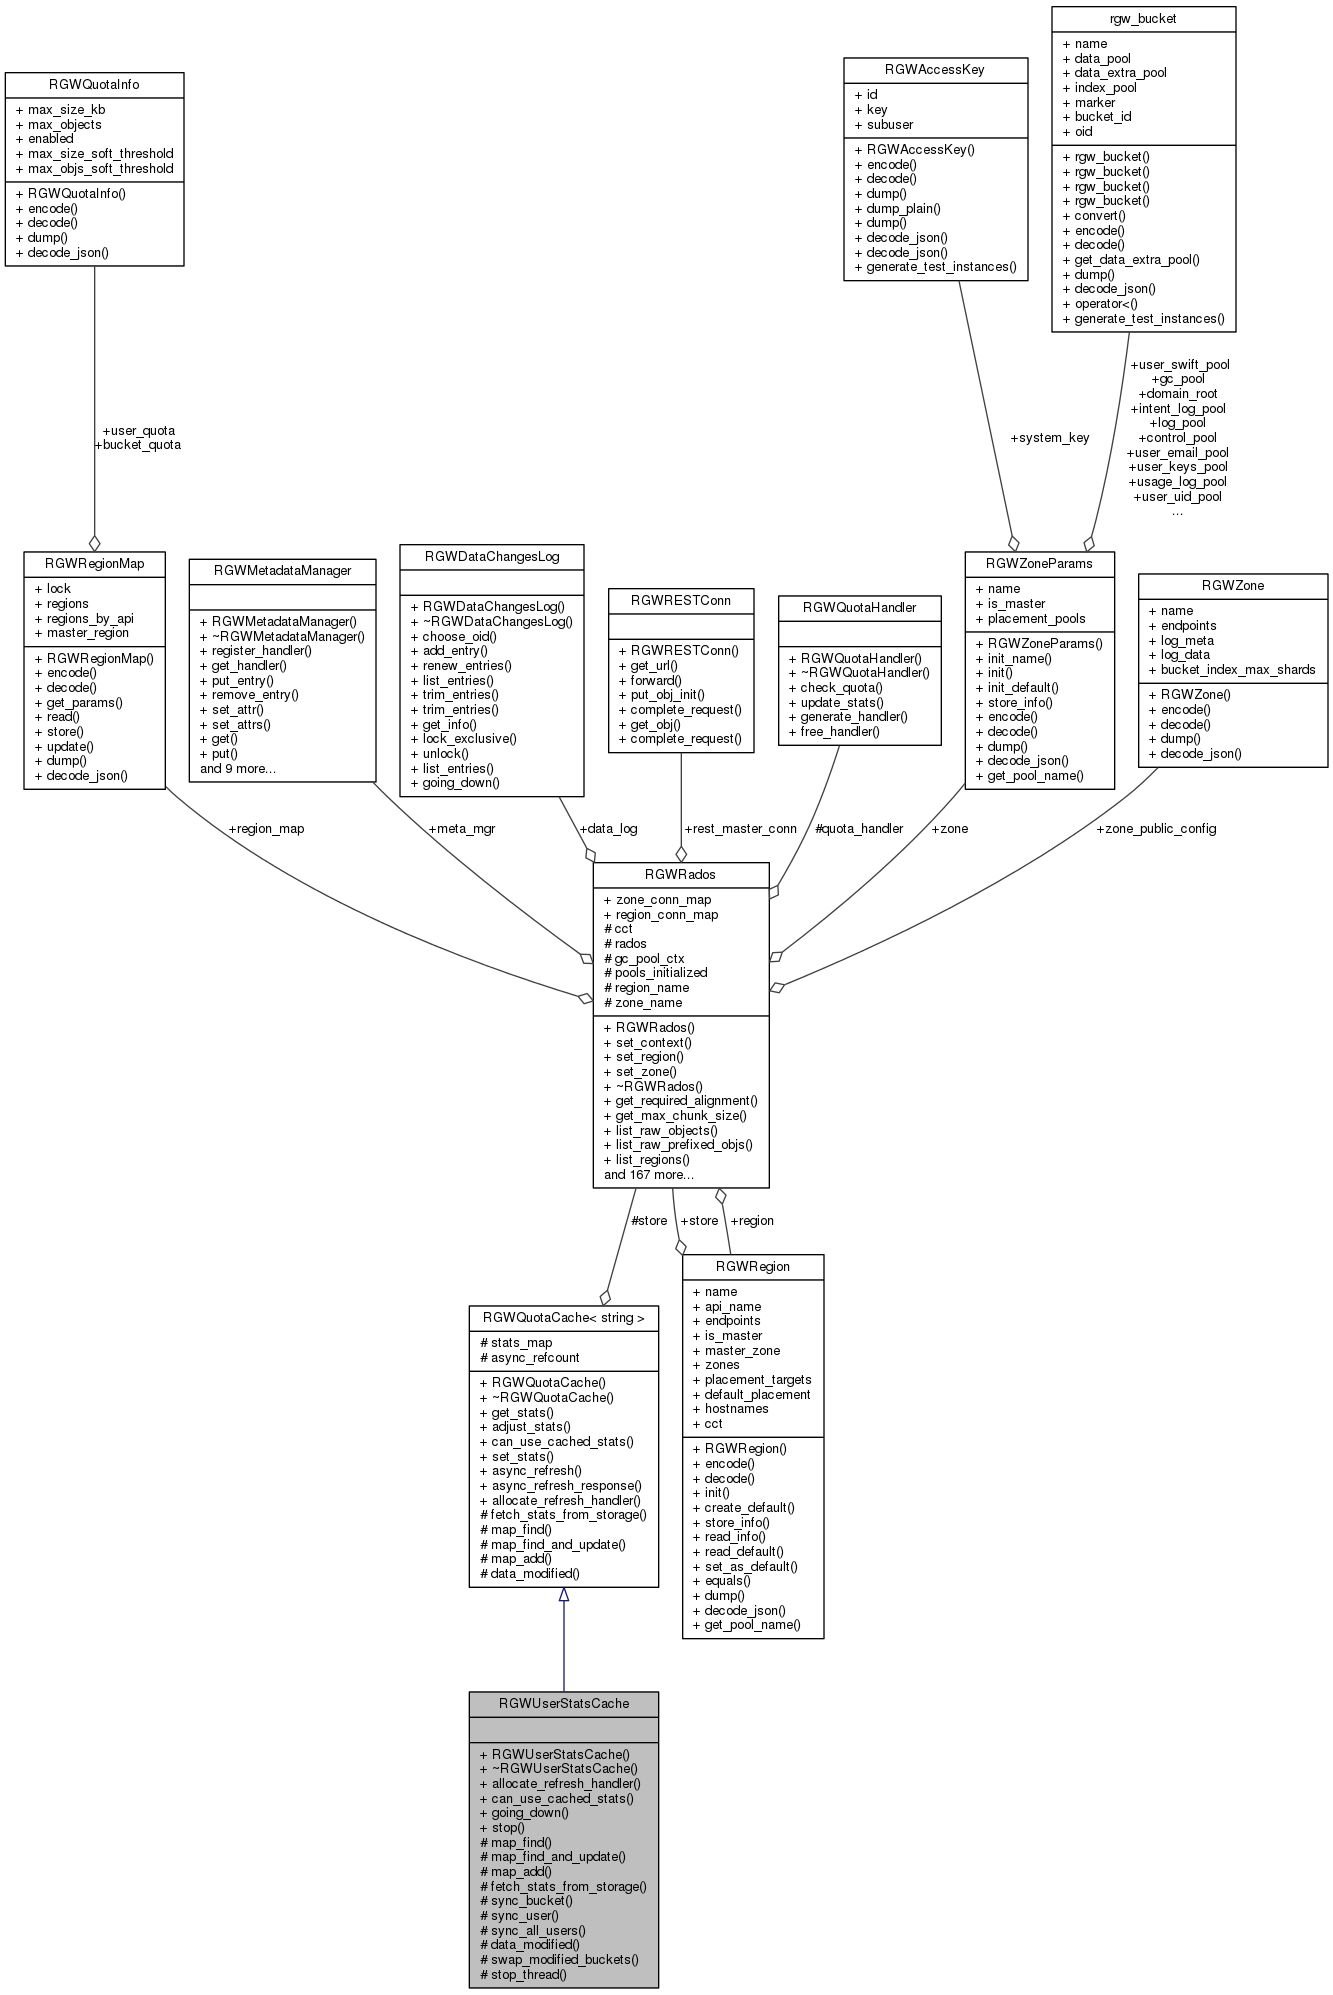 rgw_bucket
+ name
+ data_pool
+ data_extra_pool
+ index_pool
+ marker
+ bucket_id
+ oid
+ rgw_bucket()
+ rgw_bucket()
+ rgw_bucket()
+ rgw_bucket()
+ convert()
+ encode()
+ decode()
+ get_data_extra_pool()
+ dump()
+ decode_json()
+ operator<()
+ generate_test_instances()
RGWAccessKey
+ id
+ key
+ subuser
+ RGWAccessKey()
+ encode()
+ decode()
+ dump()
+ dump_plain()
+ dump()
+ decode_json()
+ decode_json()
+ generate_test_instances()
RGWQuotaInfo
+ max_size_kb
+ max_objects
+ enabled
+ max_size_soft_threshold
+ max_objs_soft_threshold
+ RGWQuotaInfo()
+ encode()
+ decode()
+ dump()
+ decode_json()
+user_quota
+bucket_quota
+system_key
+user_swift_pool
+gc_pool
+domain_root
+intent_log_pool
+log_pool
+control_pool
+user_email_pool
+user_keys_pool
+usage_log_pool
+user_uid_pool
...
RGWRegionMap
+ lock
+ regions
+ regions_by_api
+ master_region
+ RGWRegionMap()
+ encode()
+ decode()
+ get_params()
+ read()
+ store()
+ update()
+ dump()
+ decode_json()
RGWMetadataManager
+ RGWMetadataManager()
+ ~RGWMetadataManager()
+ register_handler()
+ get_handler()
+ put_entry()
+ remove_entry()
+ set_attr()
+ set_attrs()
+ get()
+ put()
and 9 more...
RGWDataChangesLog
+ RGWDataChangesLog()
+ ~RGWDataChangesLog()
+ choose_oid()
+ add_entry()
+ renew_entries()
+ list_entries()
+ trim_entries()
+ trim_entries()
+ get_info()
+ lock_exclusive()
+ unlock()
+ list_entries()
+ going_down()
RGWRESTConn
+ RGWRESTConn()
+ get_url()
+ forward()
+ put_obj_init()
+ complete_request()
+ get_obj()
+ complete_request()
RGWQuotaHandler
+ RGWQuotaHandler()
+ ~RGWQuotaHandler()
+ check_quota()
+ update_stats()
+ generate_handler()
+ free_handler()
RGWZoneParams
+ name
+ is_master
+ placement_pools
+ RGWZoneParams()
+ init_name()
+ init()
+ init_default()
+ store_info()
+ encode()
+ decode()
+ dump()
+ decode_json()
+ get_pool_name()
RGWZone
+ name
+ endpoints
+ log_meta
+ log_data
+ bucket_index_max_shards
+ RGWZone()
+ encode()
+ decode()
+ dump()
+ decode_json()
+region_map
+meta_mgr
+data_log
+rest_master_conn
#quota_handler
+zone
+zone_public_config
RGWRados
+ zone_conn_map
+ region_conn_map
# cct
# rados
# gc_pool_ctx
# pools_initialized
# region_name
# zone_name
+ RGWRados()
+ set_context()
+ set_region()
+ set_zone()
+ ~RGWRados()
+ get_required_alignment()
+ get_max_chunk_size()
+ list_raw_objects()
+ list_raw_prefixed_objs()
+ list_regions()
and 167 more...
#store
+store
+region
RGWRegion
+ name
+ api_name
+ endpoints
+ is_master
+ master_zone
+ zones
+ placement_targets
+ default_placement
+ hostnames
+ cct
+ RGWRegion()
+ encode()
+ decode()
+ init()
+ create_default()
+ store_info()
+ read_info()
+ read_default()
+ set_as_default()
+ equals()
+ dump()
+ decode_json()
+ get_pool_name()
RGWQuotaCache< string >
# stats_map
# async_refcount
+ RGWQuotaCache()
+ ~RGWQuotaCache()
+ get_stats()
+ adjust_stats()
+ can_use_cached_stats()
+ set_stats()
+ async_refresh()
+ async_refresh_response()
+ allocate_refresh_handler()
# fetch_stats_from_storage()
# map_find()
# map_find_and_update()
# map_add()
# data_modified()
RGWUserStatsCache
+ RGWUserStatsCache()
+ ~RGWUserStatsCache()
+ allocate_refresh_handler()
+ can_use_cached_stats()
+ going_down()
+ stop()
# map_find()
# map_find_and_update()
# map_add()
# fetch_stats_from_storage()
# sync_bucket()
# sync_user()
# sync_all_users()
# data_modified()
# swap_modified_buckets()
# stop_thread()